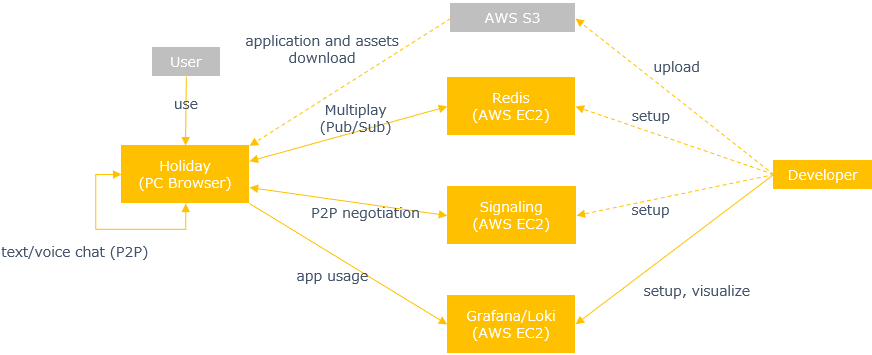 AWS S3
application and assets
download
User
upload
use
Redis
(AWS EC2)
Multiplay
(Pub/Sub)
setup
Holiday
(PC Browser)
Developer
Signaling
(AWS EC2)
P2P negotiation
setup
text/voice chat (P2P)
app usage
setup, visualize
Grafana/Loki
(AWS EC2)